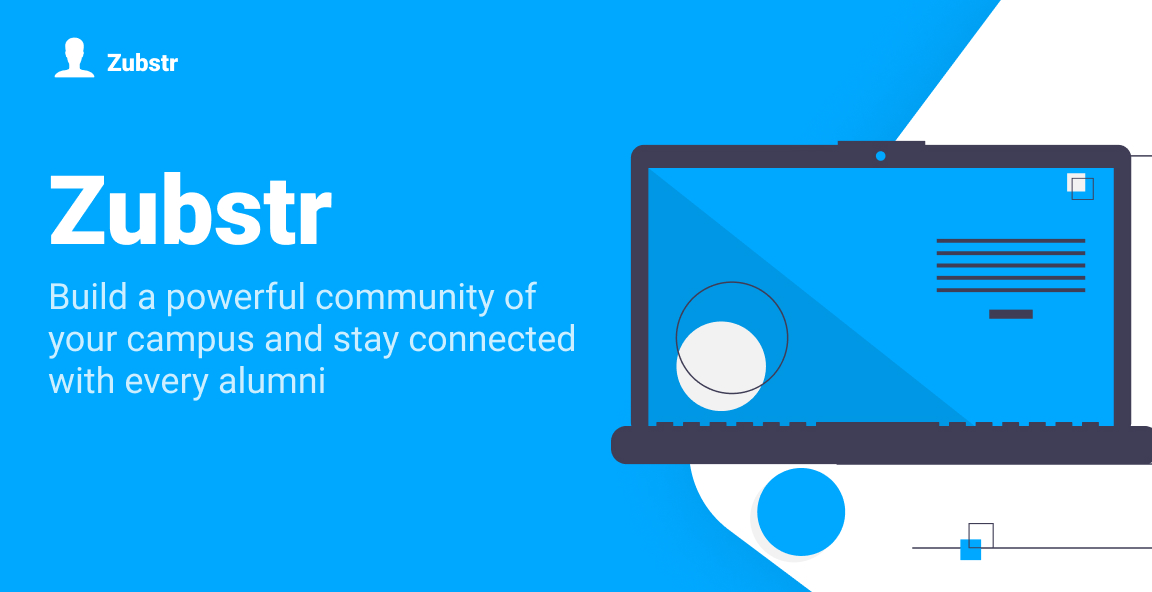 Zubstr
Zubstr
Build a powerful community of
your campus and stay connected
with every alumni